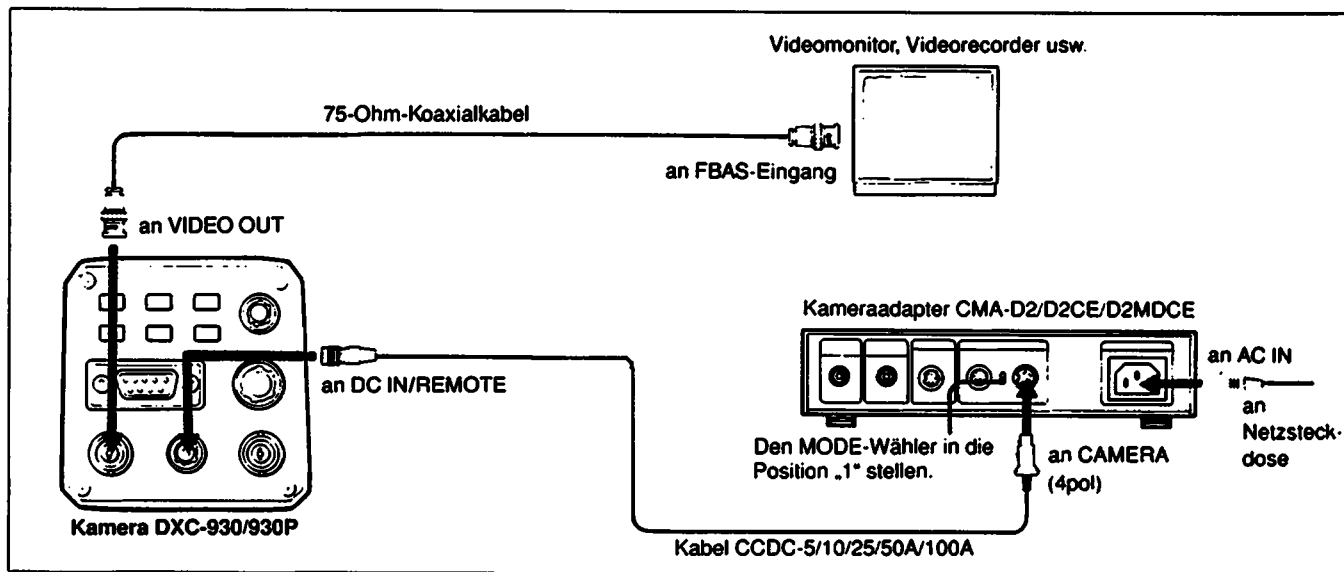 Videomonitor, Videorecorder usw.
75-Ohm-Koaxialkabel
an FBAS-Eingang
an VIDEO OUT
Kameraadapter CMA-D2/D2CE/D2MDCE
an AC IN
an DC IN/REMOTE
an
Netzsteck-
dose
Den MODE-Wähler in die
Position „1“ stellen.
an CAMERA
(4pol)
Kamera DXC-930/930P
Kabel CCDC-5/10/25/50A/100A